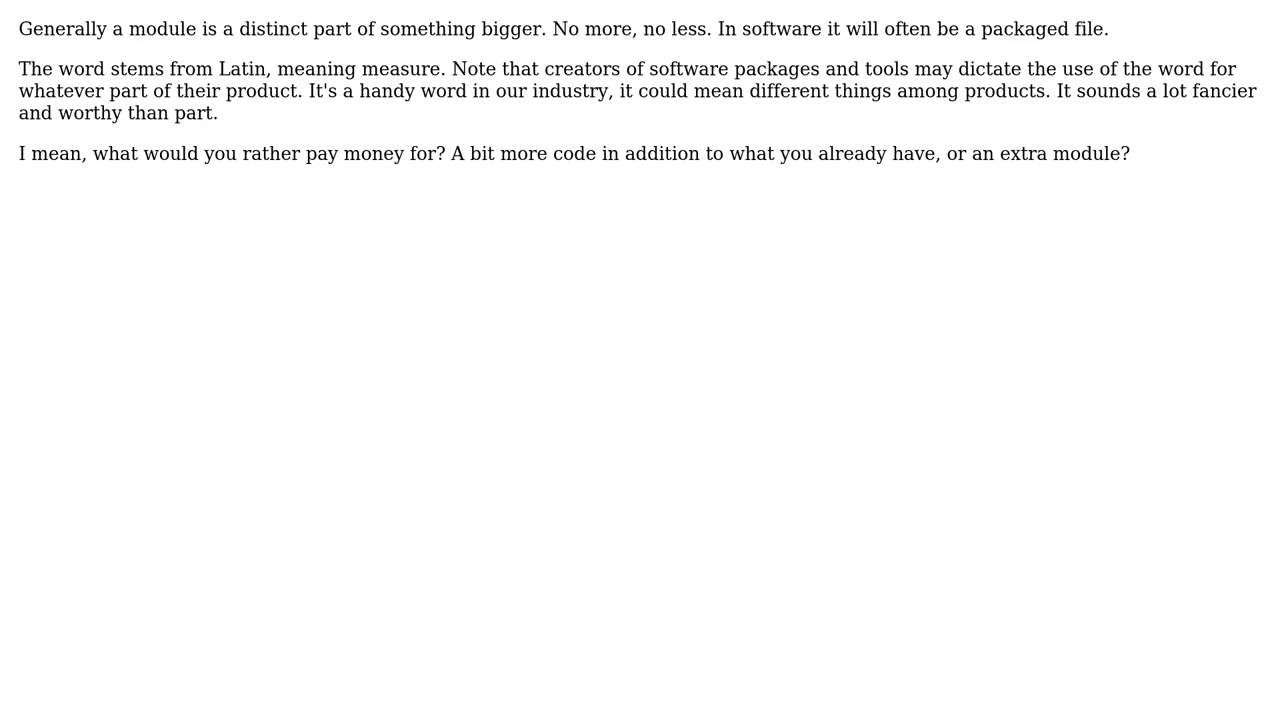 Generally a module is a distinct part of something bigger. No more, no less. In software it will often be a packaged file.
The word stems from Latin, meaning measure. Note that creators of software packages and tools may dictate the use of the word for
whatever part of their product. It's a handy word in our industry, it could mean different things among products. It sounds a lot fancier
and worthy than part.
I mean, what would you rather pay money for? A bit more code in addition to what you already have, or an extra module?